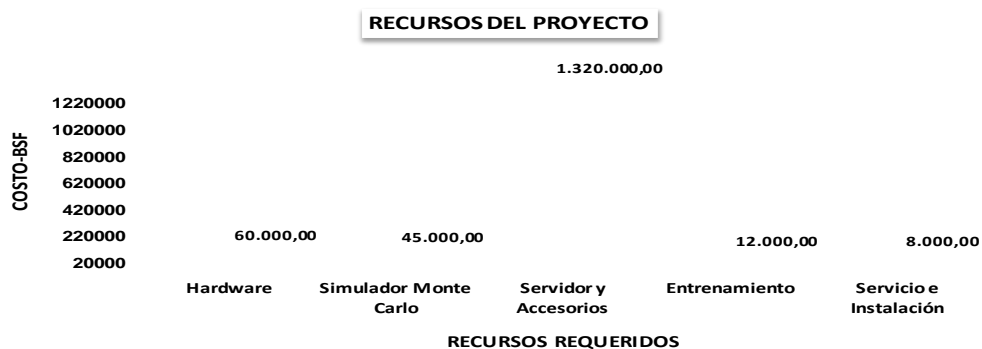 RECURSOS DEL PROYECTO
1.320.000,00
COSTO-BSF
1220000
1020000
820000
620000
420000
220000
20000
60.000,00
45.000,00
12.000,00
8.000,00
Hardware
Simulador Monte
Carlo
Servidor y
Accesorios
Entrenamiento
Servicio e
Instalación
RECURSOS REQUERIDOS